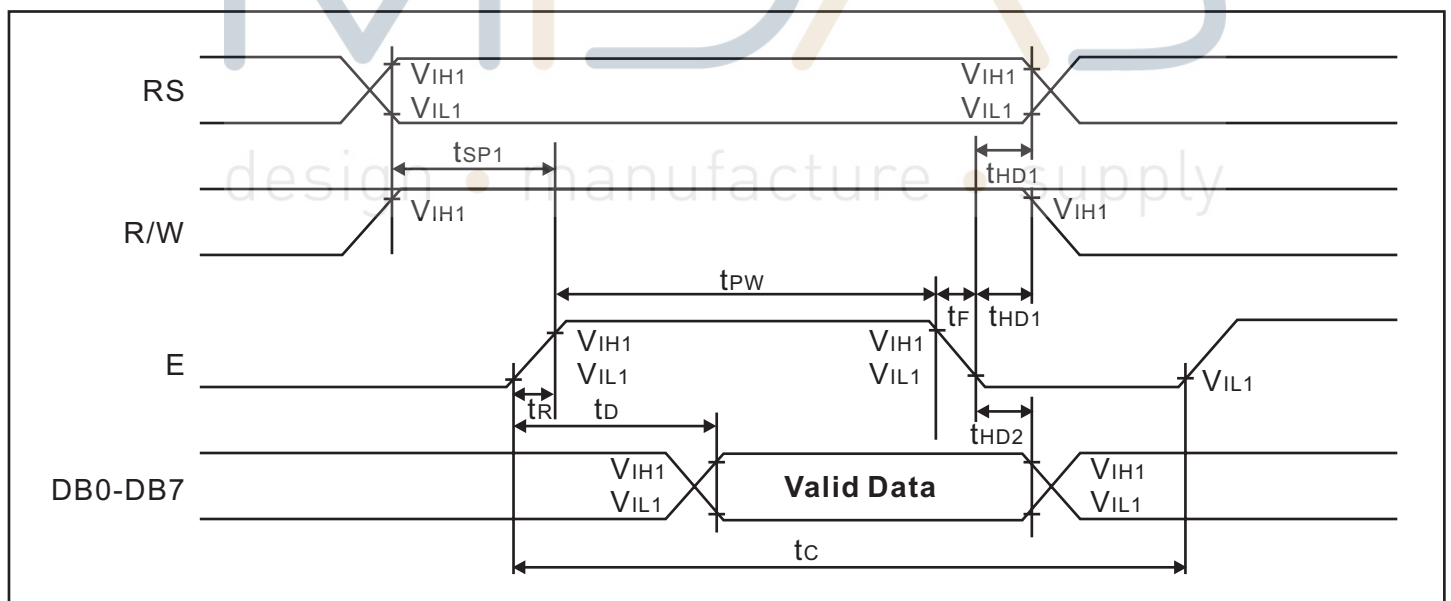 MIDAS
design • manufacture • supply
RS
VIH1
VIL1
VIH1
VIL1
tSP1
tHD1
R/W
VIH1
VIH1
tPW
tF
tHD1
E
VIH1
VIL1
VIH1
VIL1
VIL1
tR
tD
tHD2
DB0-DB7
VIH1
VIL1
Valid Data
VIH1
VIL1
tC